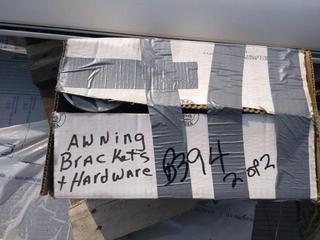 AWNing
BRACKETS
+ HARDWARE
B394
2 of 2